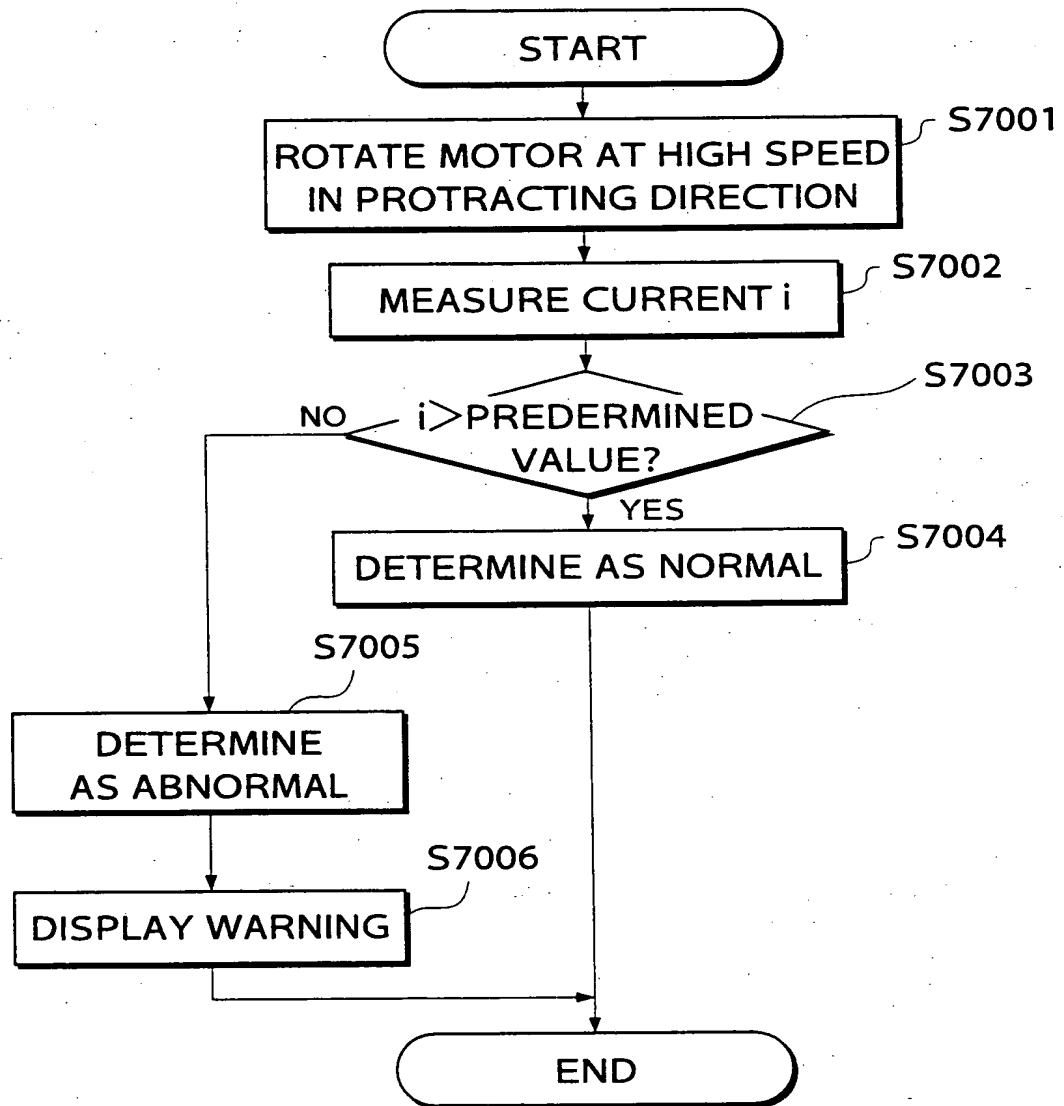 START
S7001
ROTATE MOTOR AT HIGH SPEED
IN PROTRACTING DIRECTION
S7002
MEASURE CURRENT i
S7003
NO
i>PREDERMINED
VALUE?
YES
S7004
DETERMINE AS NORMAL
S7005
DETERMINE
AS ABNORMAL
S7006
DISPLAY WARNING
END